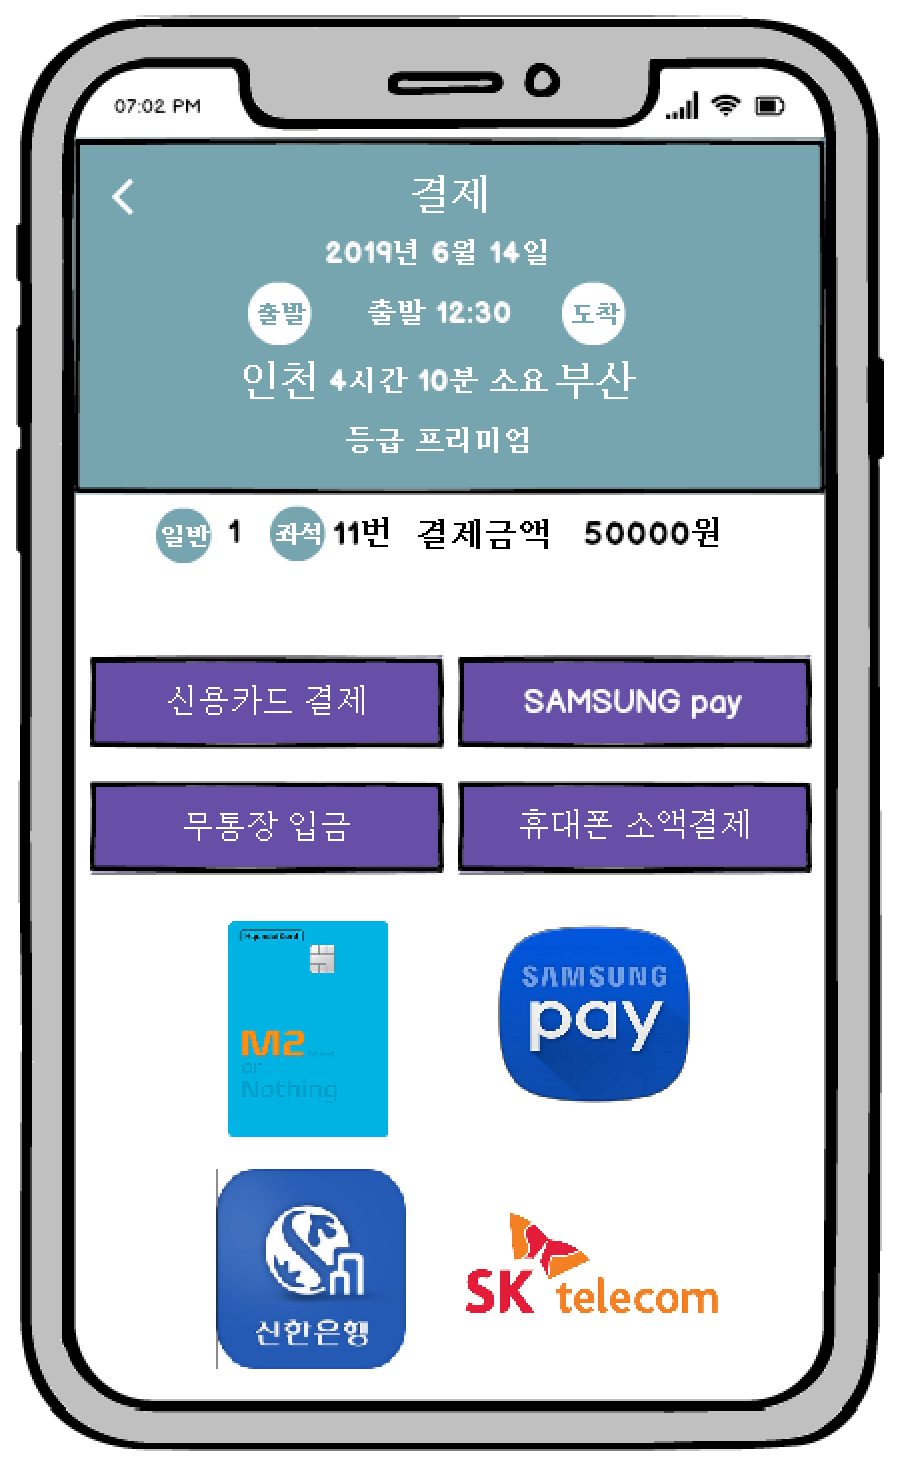 07:02 PM
결제
2019년 6월 14일
출발 출발 12:30 도착
인천 4시간 10분 소요 부산
등급 프리미엄
일반 1 좌석 11번 결제금액 50000원
신용카드 결제 SAMSUNG pay
무통장 입금 휴대폰 소액결제
M2
or
Nothing
SAMSUNG
pay
신한은행
SK telecom